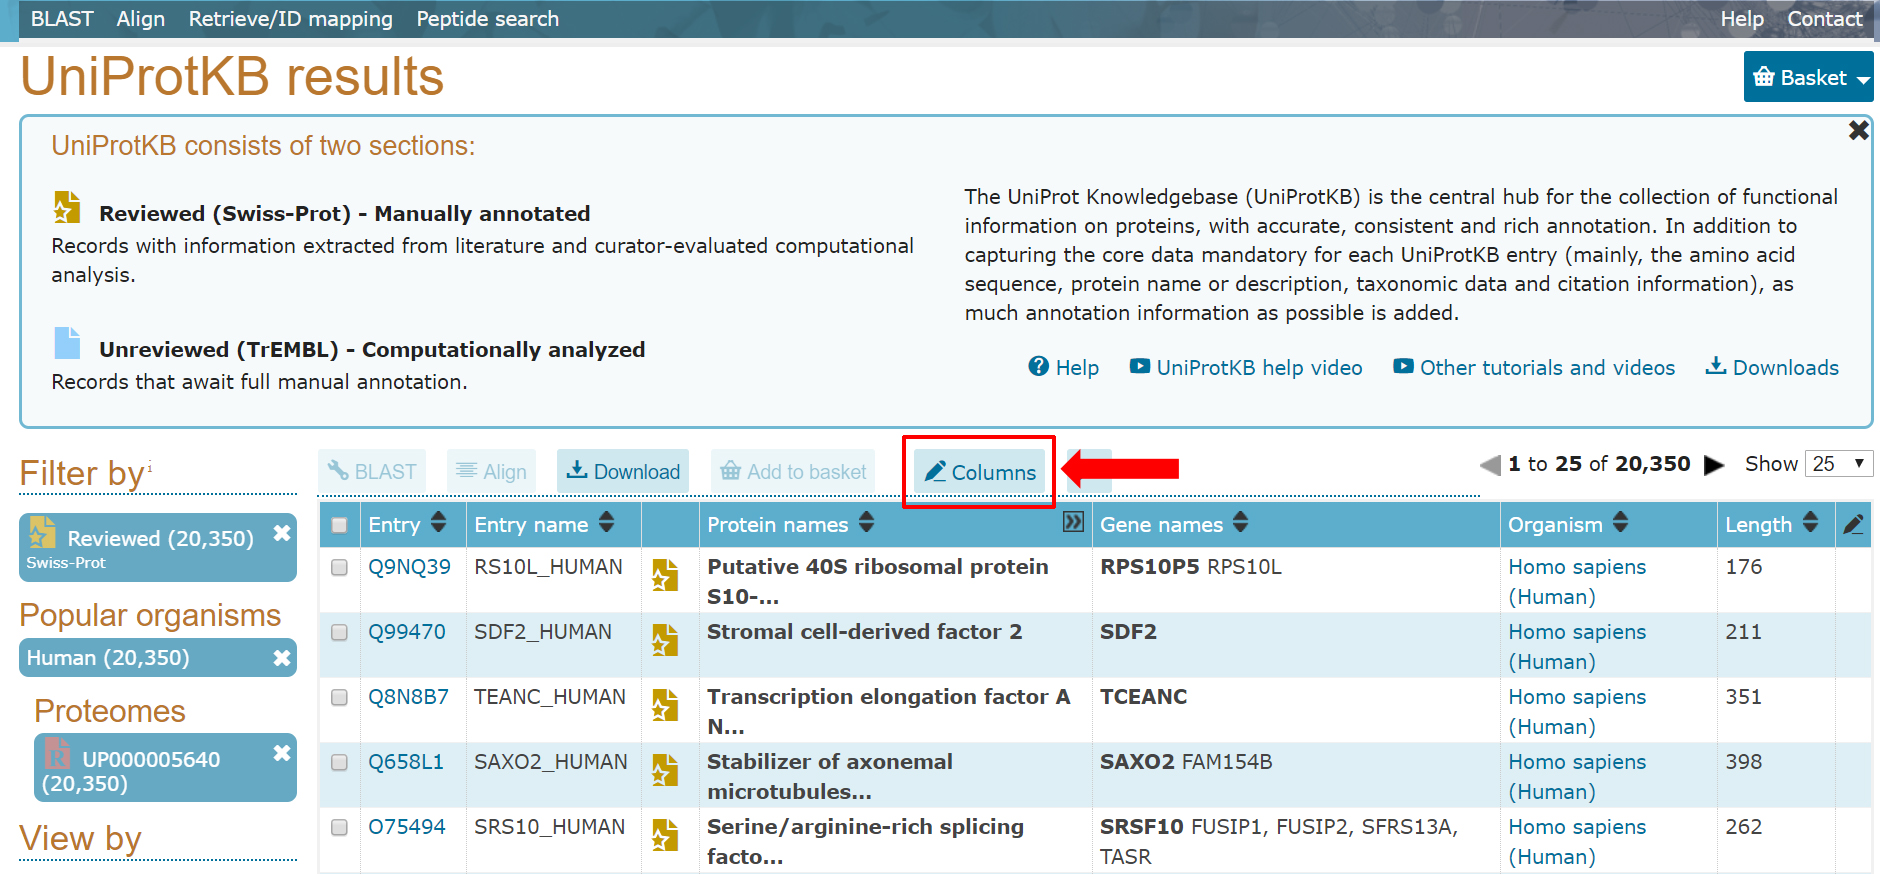 BLAST Align Retrieve/ID mapping Peptide search Help Contact
UniProtKB results
Basket
UniProtKB consists of two sections:
Reviewed (Swiss-Prot) - Manually annotated
Records with information extracted from literature and curator-evaluated computational
analysis.
Unreviewed (TrEMBL) - Computationally analyzed
Records that await full manual annotation.
The UniProt Knowledgebase (UniProtKB) is the central hub for the collection of functional
information on proteins, with accurate, consistent and rich annotation. In addition to
capturing the core data mandatory for each UniProtKB entry (mainly, the amino acid
sequence, protein name or description, taxonomic data and citation information), as
much annotation information as possible is added.
Help UniProtKB help video Other tutorials and videos Downloads
Filter by i
Reviewed (20,350)
Swiss-Prot
Popular organisms
Human (20,350)
Proteomes
R UP000005640
(20,350)
View by
BLAST Align Download Add to basket Columns 1 to 25 of 20,350 Show 25
Entry Entry name Protein names Gene names Organism Length
Q9NQ39 RS10L_HUMAN Putative 40S ribosomal protein RPS10P5 RPS10L Homo sapiens 176
S10-... (Human)
Q99470 SDF2_HUMAN Stromal cell-derived factor 2 SDF2 Homo sapiens 211
(Human)
Q8N8B7 TEANC_HUMAN Transcription elongation factor A TCEANC Homo sapiens 351
N... (Human)
Q658L1 SAXO2_HUMAN Stabilizer of axonemal SAXO2 FAM154B Homo sapiens 398
microtubules... (Human)
O75494 SRS10_HUMAN Serine/arginine-rich splicing SRSF10 FUSIP1, FUSIP2, SFRS13A, Homo sapiens 262
facto... TASR (Human)